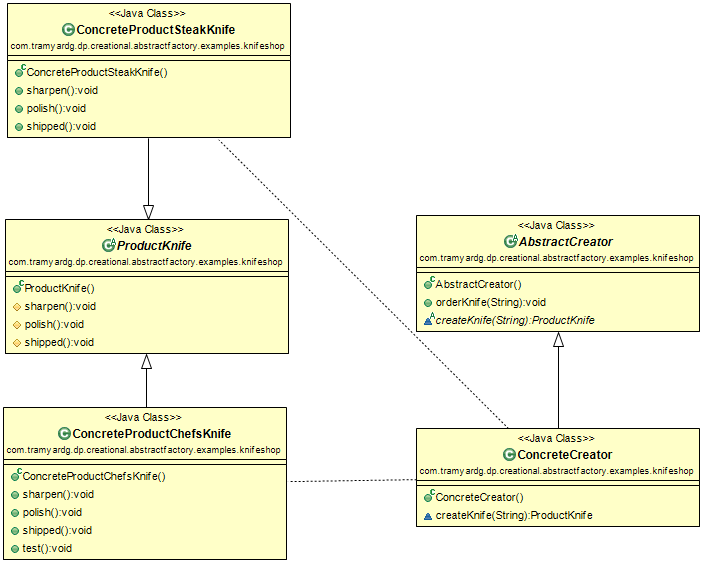 <<Java Class>>
ConcreteProductSteakKnife
com.tramyardg.dp.creational.abstractfactory.examples.knifeshop
ConcreteProductSteakKnife()
sharpen():void
polish():void
shipped():void
<<Java Class>>
ProductKnife
com.tramyardg.dp.creational.abstractfactory.examples.knifeshop
ProductKnife()
sharpen():void
polish():void
shipped():void
<<Java Class>>
AbstractCreator
com.tramyardg.dp.creational.abstractfactory.examples.knifeshop
AbstractCreator()
orderKnife(String):void
createKnife(String):ProductKnife
<<Java Class>>
ConcreteProductChefsKnife
com.tramyardg.dp.creational.abstractfactory.examples.knifeshop
ConcreteProductChefsKnife()
sharpen():void
polish():void
shipped():void
test():void
<<Java Class>>
ConcreteCreator
com.tramyardg.dp.creational.abstractfactory.examples.knifeshop
ConcreteCreator()
createKnife(String):ProductKnife